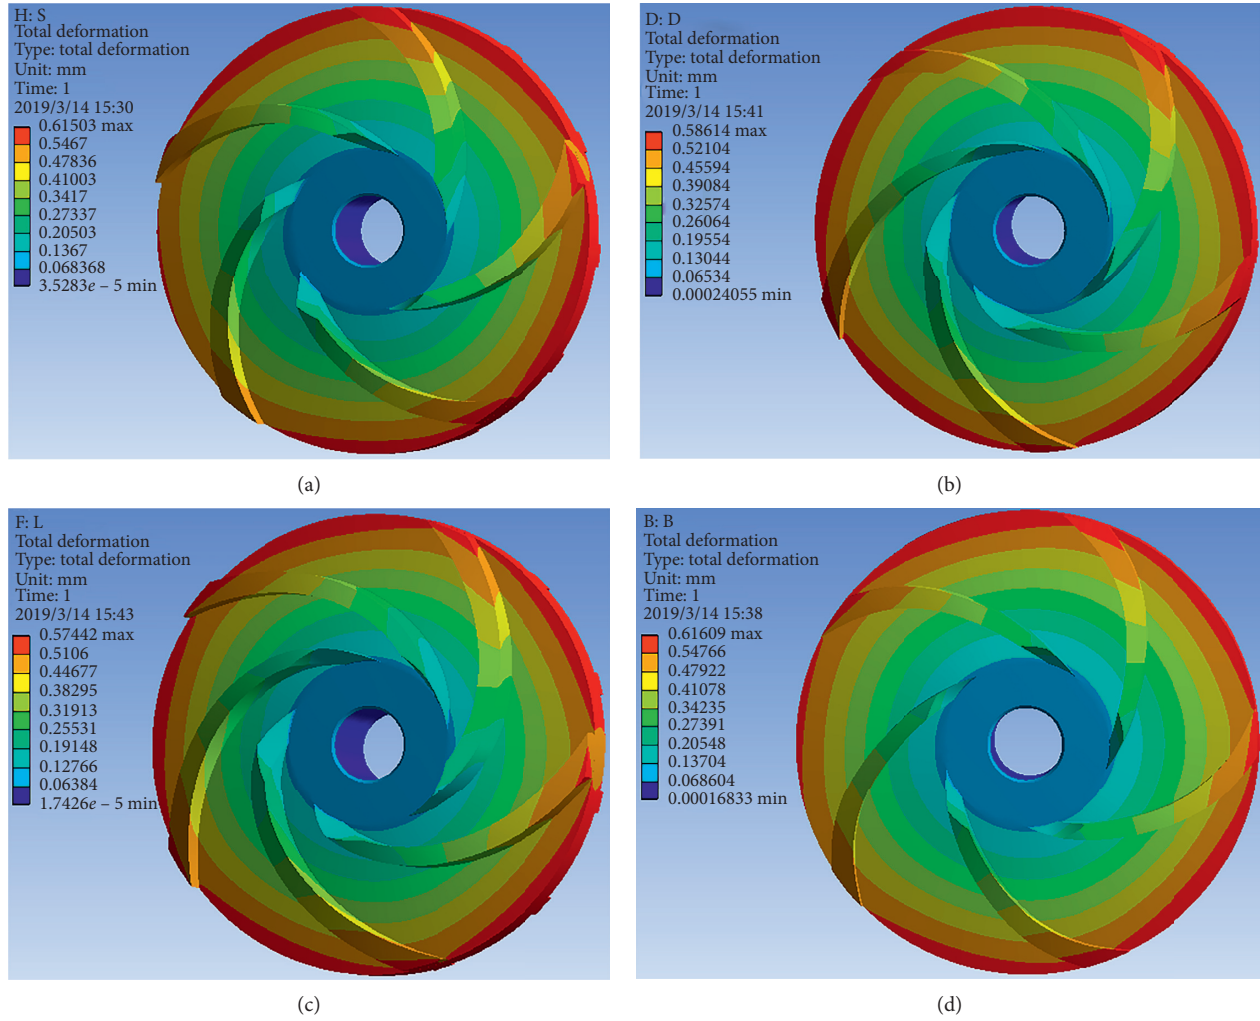 H: S
Total deformation
Type: total deformation
Unit: mm
Time: 1
2019/3/14 15:30
0.61503 max
0.5467
0.47836
0.41003
0.3417
0.27337
0.20503
0.1367
0.068368
3.5283e – 5 min
(a)
D: D
Total deformation
Type: total deformation
Unit: mm
Time: 1
2019/3/14 15:41
0.58614 max
0.52104
0.45594
0.39084
0.32574
0.26064
0.19554
0.13044
0.06534
0.00024055 min
(b)
F: L
Total deformation
Type: total deformation
Unit: mm
Time: 1
2019/3/14 15:43
0.57442 max
0.5106
0.44677
0.38295
0.31913
0.25531
0.19148
0.12766
0.06384
1.7426e – 5 min
(c)
B: B
Total deformation
Type: total deformation
Unit: mm
Time: 1
2019/3/14 15:38
0.61609 max
0.54766
0.47922
0.41078
0.34235
0.27391
0.20548
0.13704
0.068604
0.00016833 min
(d)